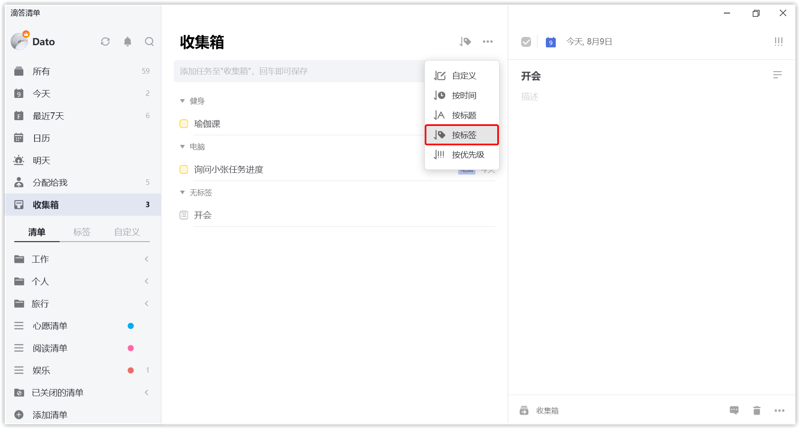 滴答清单
Dato
所有 59
今天 2
最近7天 6
日历
明天
分配给我 5
收集箱 3
清单 标签 自定义
工作
个人
旅行
心愿清单
阅读清单
娱乐 1
已关闭的清单
添加清单
收集箱
添加任务至"收集箱"，回车即可保存
健身
瑜伽课
电脑
询问小张任务进度
无标签
开会
自定义
按时间
按标题
按标签
按优先级
今天, 8月9日
开会
描述
收集箱